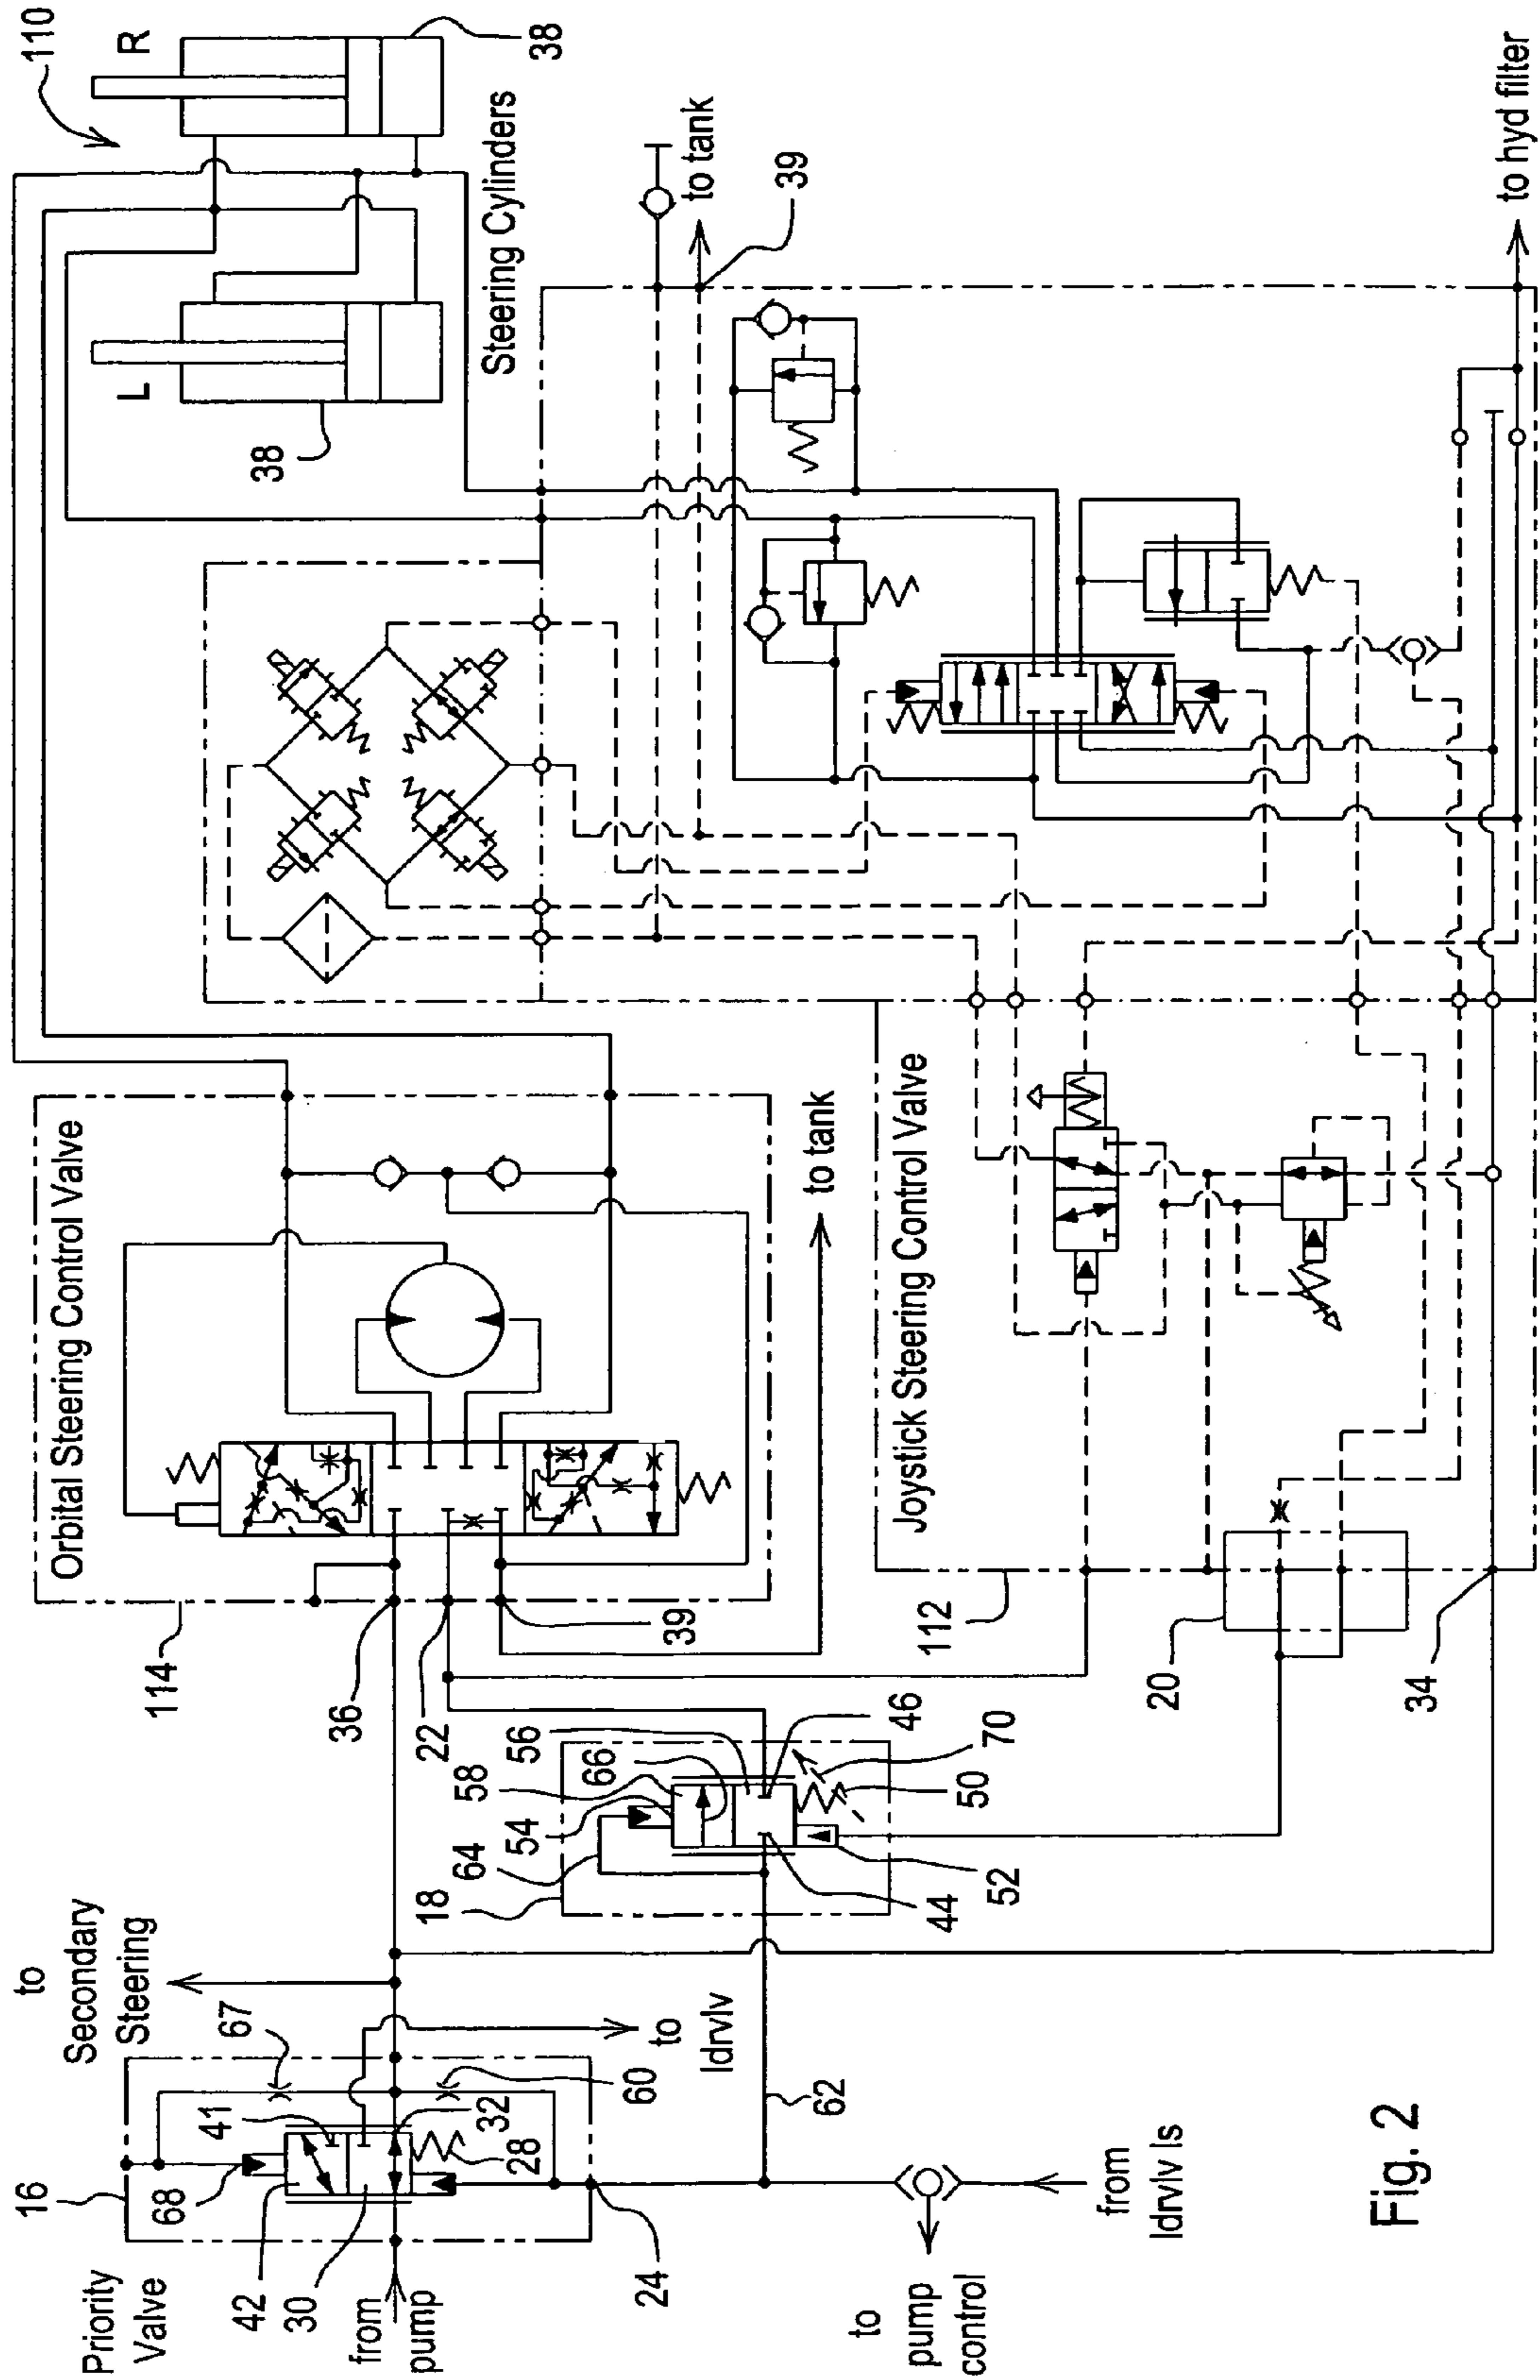 110
R
38
L
38
Steering Cylinders
to tank
39
to hyd filter
Orbital Steering Control Valve
114
36
22
39
to tank
Joystick Steering Control Valve
112
20
34
to
Secondary
Steering
67
16
68
41
42
30
32
28
60
24
Priority
Valve
from
pump
to
ldrvlv
62
18
64
54
58
66
56
46
70
50
52
44
to
pump
control
from
ldrvlv ls
Fig. 2